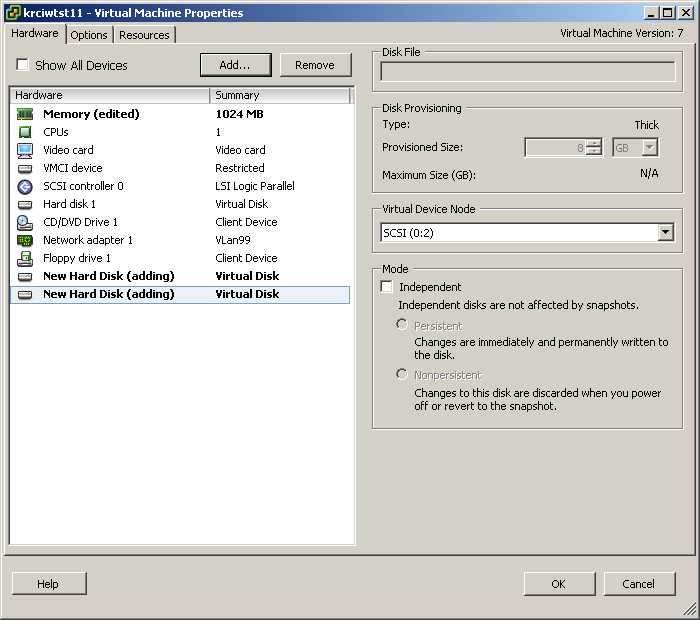 krciwtst11 - Virtual Machine Properties
Hardware Options Resources Virtual Machine Version: 7
Show All Devices Add... Remove
Hardware Summary
Memory (edited) 1024 MB
CPUs 1
Video card Video card
VMCI device Restricted
SCSI controller 0 LSI Logic Parallel
Hard disk 1 Virtual Disk
CD/DVD Drive 1 Client Device
Network adapter 1 VLan99
Floppy drive 1 Client Device
New Hard Disk (adding) Virtual Disk
New Hard Disk (adding) Virtual Disk
Disk File
Disk Provisioning
Type: Thick
Provisioned Size: 8 GB
Maximum Size (GB): N/A
Virtual Device Node
SCSI (0:2)
Mode
Independent
Independent disks are not affected by snapshots.
Persistent
Changes are immediately and permanently written to
the disk.
Nonpersistent
Changes to this disk are discarded when you power
off or revert to the snapshot.
Help OK Cancel